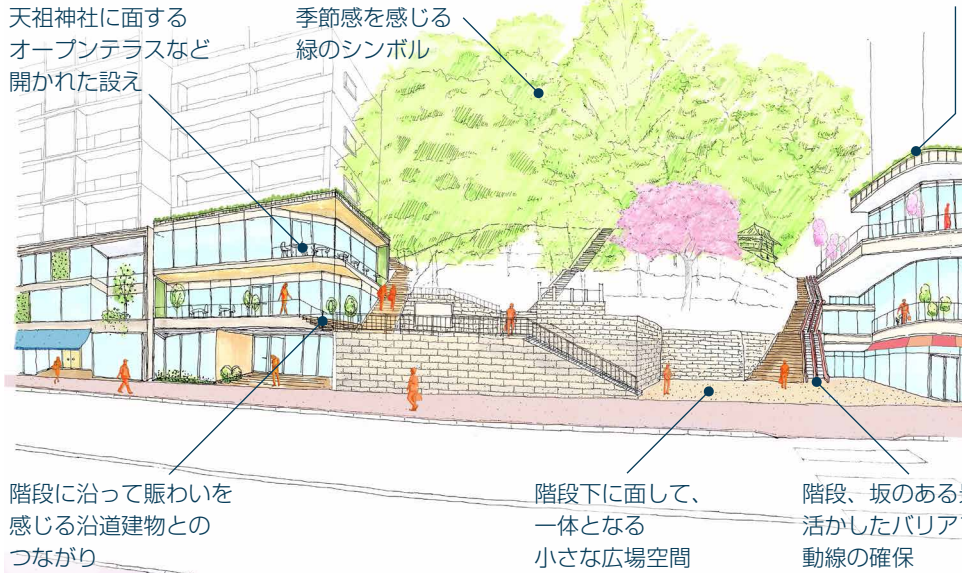 天祖神社に面する
オープンテラスなど
開かれた設え
季節感を感じる
緑のシンボル
階段に沿って賑わいを
感じる沿道建物との
つながり
階段下に面して、
一体となる
小さな広場空間
階段、坂のある
活かしたバリア
動線の確保